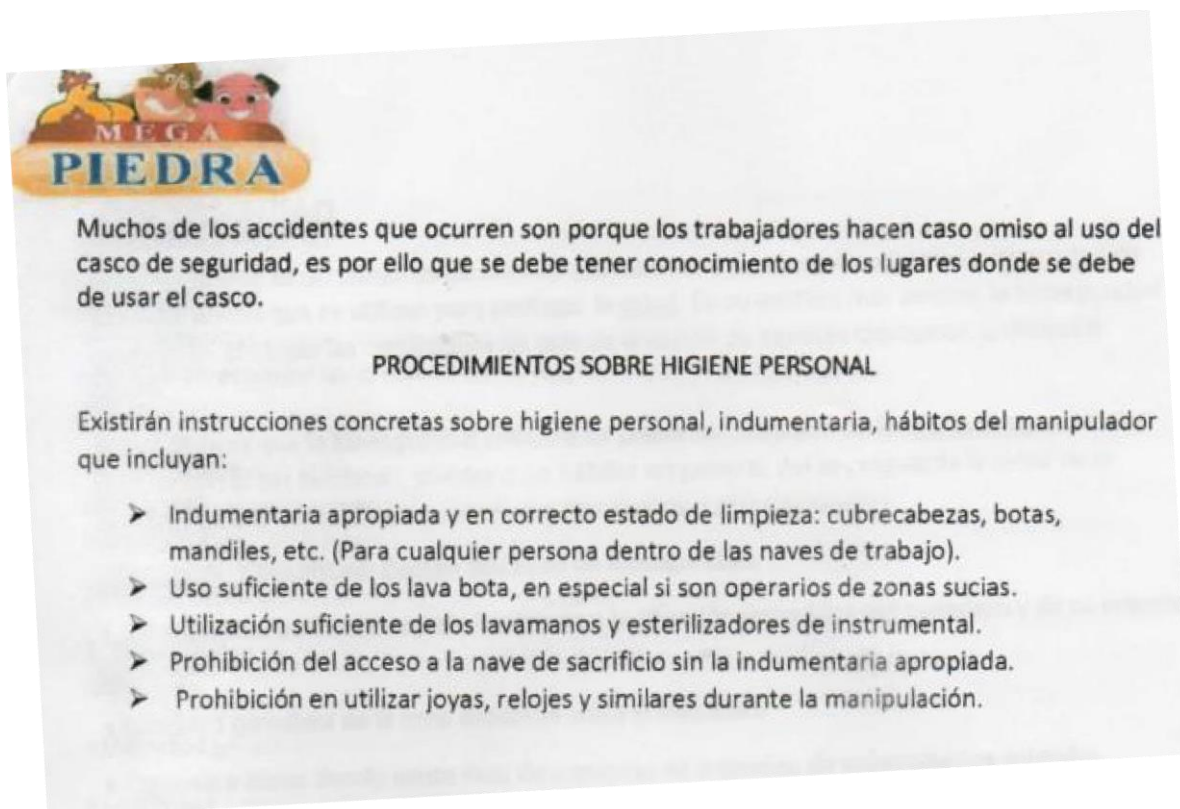 MEGA
PIEDRA
Muchos de los accidentes que ocurren son porque los trabajadores hacen caso omiso al uso del
casco de seguridad, es por ello que se debe tener conocimiento de los lugares donde se debe
de usar el casco.
PROCEDIMIENTOS SOBRE HIGIENE PERSONAL
Existirán instrucciones concretas sobre higiene personal, indumentaria, hábitos del manipulador
que incluyan:
➤ Indumentaria apropiada y en correcto estado de limpieza: cubrecabezas, botas,
mandiles, etc. (Para cualquier persona dentro de las naves de trabajo).
➤ Uso suficiente de los lava bota, en especial si son operarios de zonas sucias.
➤ Utilización suficiente de los lavamanos y esterilizadores de instrumental.
➤ Prohibición del acceso a la nave de sacrificio sin la indumentaria apropiada.
➤ Prohibición en utilizar joyas, relojes y similares durante la manipulación.